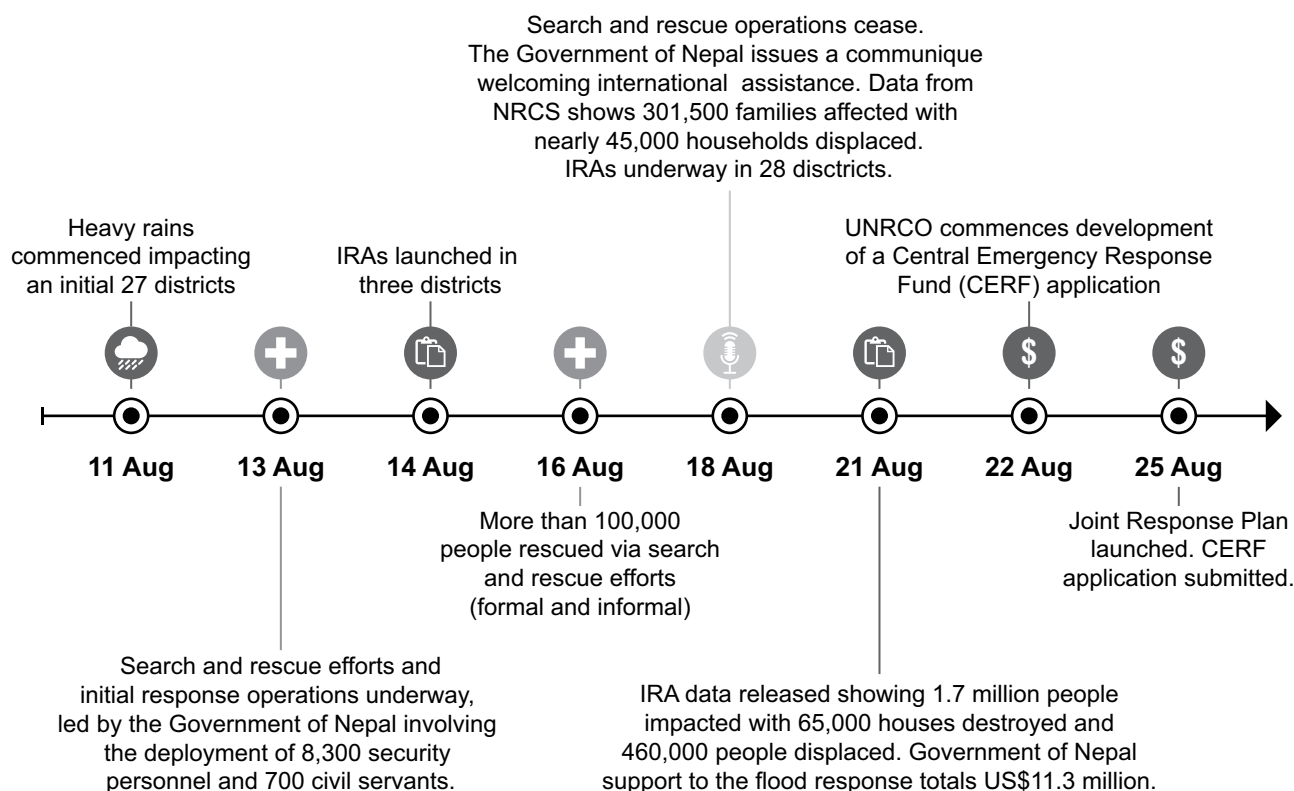 Search and rescue operations cease.
The Government of Nepal issues a communique
welcoming international  assistance. Data from
NRCS shows 301,500 families affected with
nearly 45,000 households displaced.
IRAs underway in 28 disctricts.
Heavy rains
commenced impacting
an initial 27 districts
IRAs launched in
three districts
UNRCO commences development
of a Central Emergency Response
Fund (CERF) application
$
$
11 Aug
13 Aug
14 Aug
16 Aug
18 Aug
21 Aug
22 Aug
25 Aug
More than 100,000
people rescued via search
and rescue efforts
(formal and informal)
Joint Response Plan
launched. CERF
application submitted.
Search and rescue efforts and
initial response operations underway,
led by the Government of Nepal involving
the deployment of 8,300 security
personnel and 700 civil servants.
IRA data released showing 1.7 million people
impacted with 65,000 houses destroyed and
460,000 people displaced. Government of Nepal
support to the flood response totals US$11.3 million.